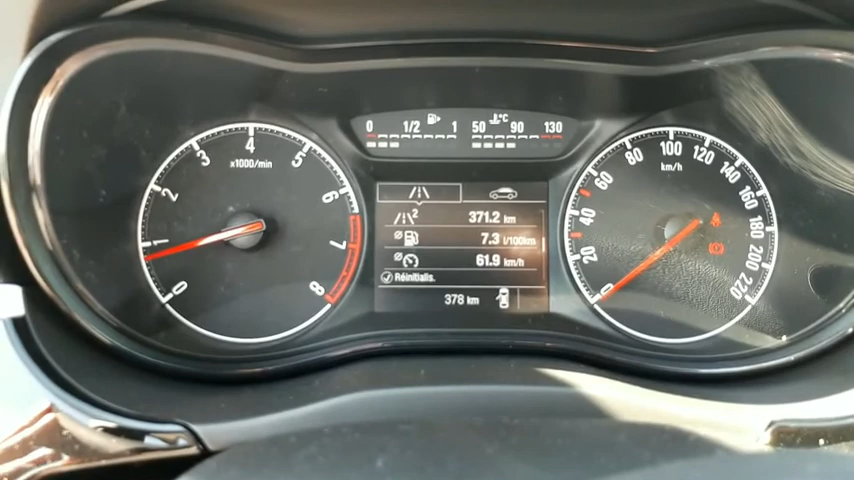 0 1/2 1 50 °C 90 130
0 1 2 3 4 5 6 7 8
x1000/min
2 371.2 km
Ø 7.3 l/100km
Ø 61.9 km/h
Réinitialis.
378 km
0 20 40 60 80 100 120 140 160 180 200 220
km/h